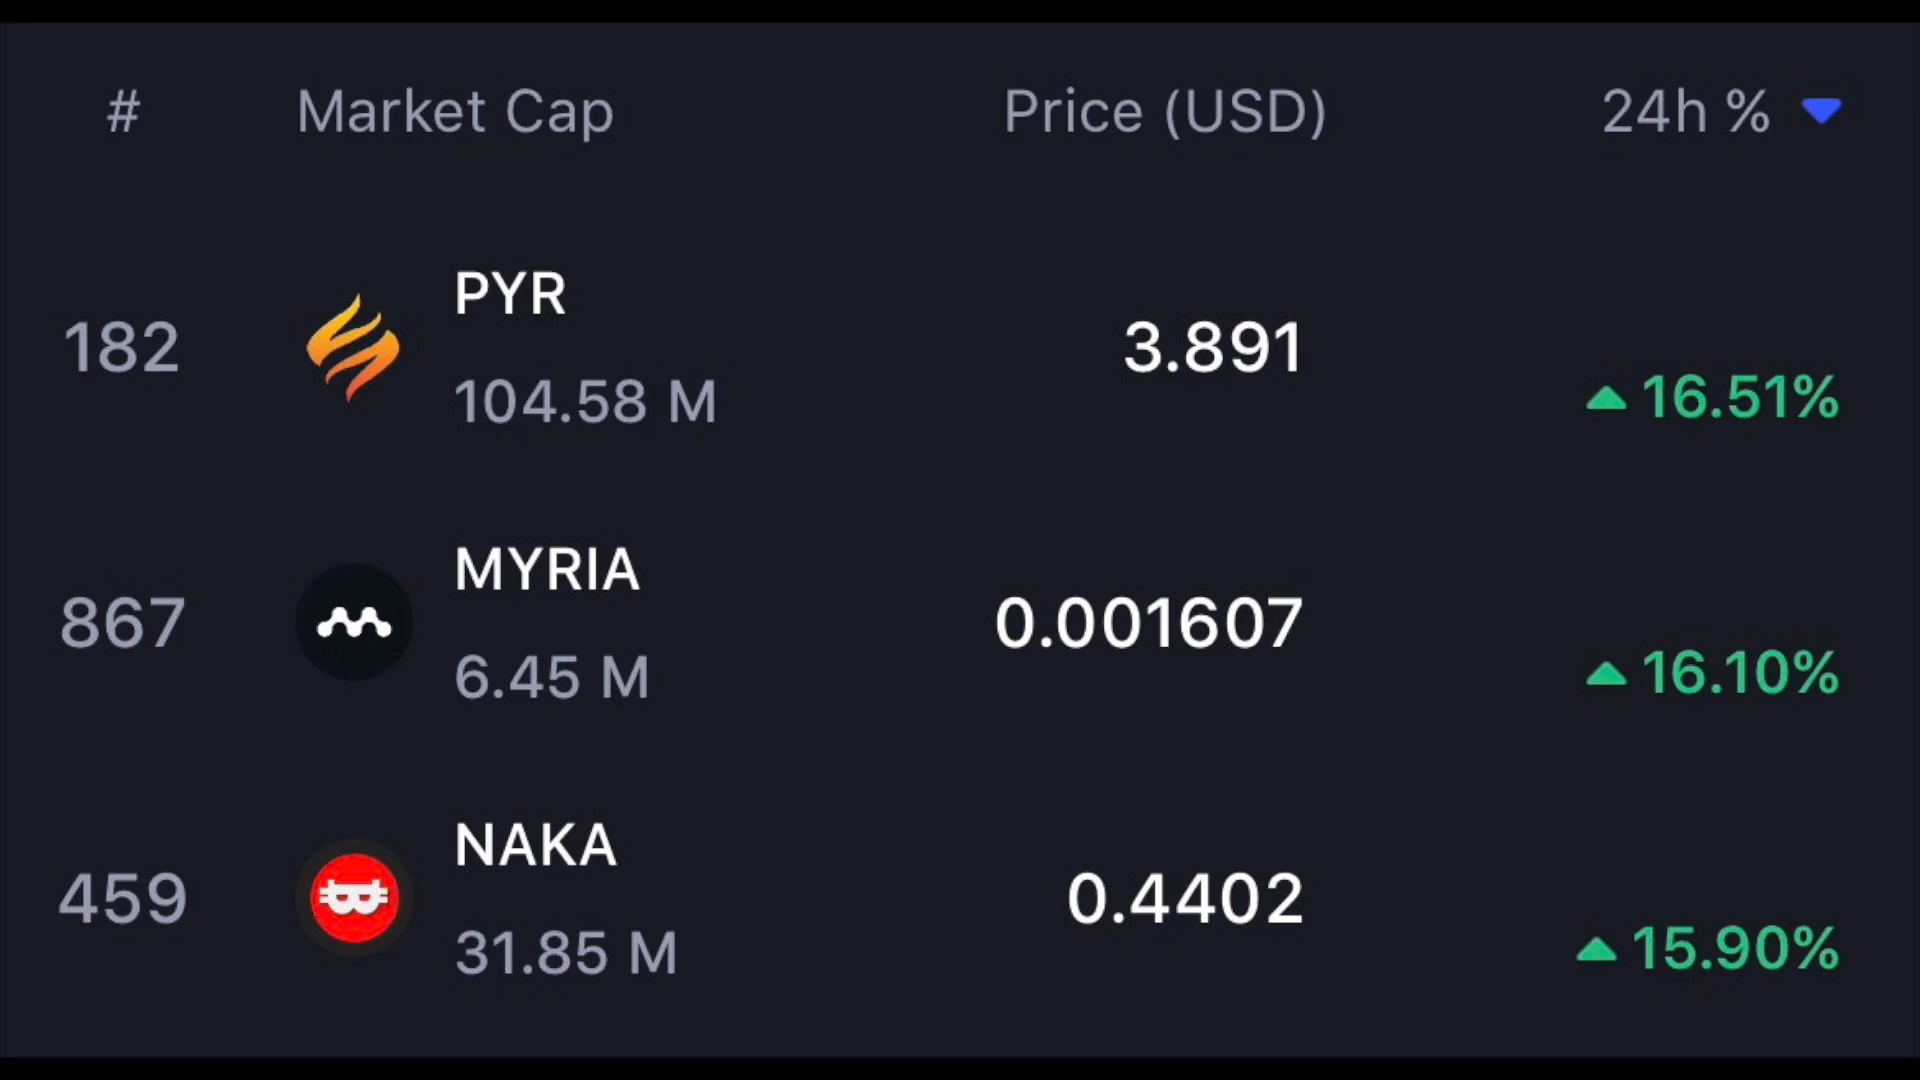 # Market Cap Price (USD) 24h %
PYR
182 3.891
104.58 M 16.51%
MYRIA
867 0.001607
6.45 M 16.10%
NAKA
459 0.4402
31.85 M 15.90%